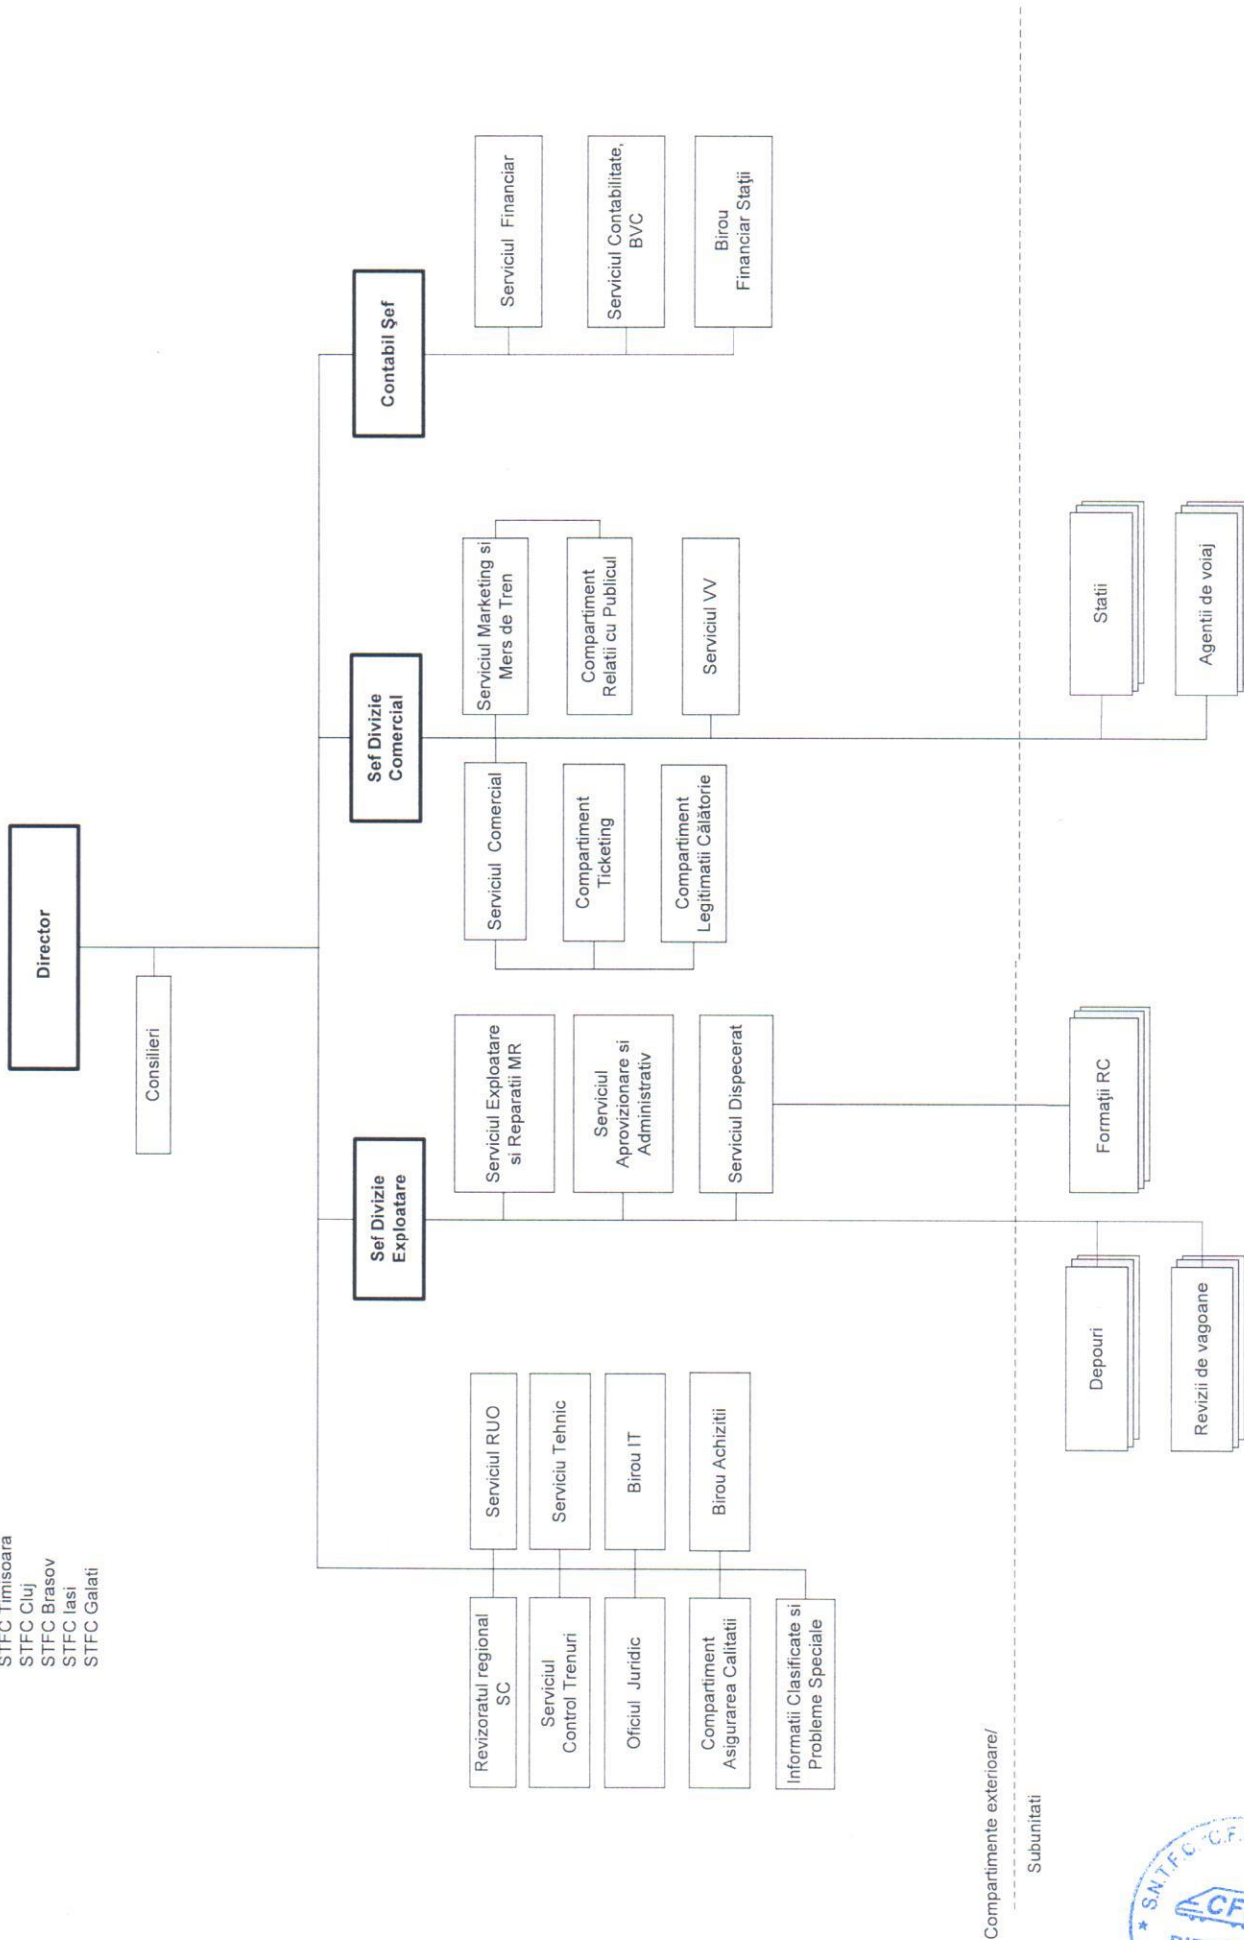 STFC Timisoara
STFC Cluj
STFC Brasov
STFC Iasi
STFC Galati
Director
Consilieri
Sef Divizie
Exploatare
Sef Divizie
Comercial
Contabil Şef
Revizoratul regional
SC
Serviciul RUO
Serviciul
Control Trenuri
Serviciu Tehnic
Oficiul Juridic
Birou IT
Compartiment
Asigurarea Calitatii
Birou Achizitii
Informatii Clasificate si
Probleme Speciale
Serviciul Exploatare
si Reparatii MR
Serviciul
Aprovizionare si
Administrativ
Serviciul Dispecerat
Serviciul Comercial
Compartiment
Ticketing
Compartiment
Legitimatii Călătorie
Serviciul Marketing si
Mers de Tren
Compartiment
Relatii cu Publicul
Serviciul VV
Serviciul Financiar
Serviciul Contabilitate,
BVC
Birou
Financiar Staţii
Compartimente exterioare/
Subunitati
Depouri
Revizii de vagoane
Formaţii RC
Statii
Agentii de voiaj
* S.N.T.F.C. "C.F.